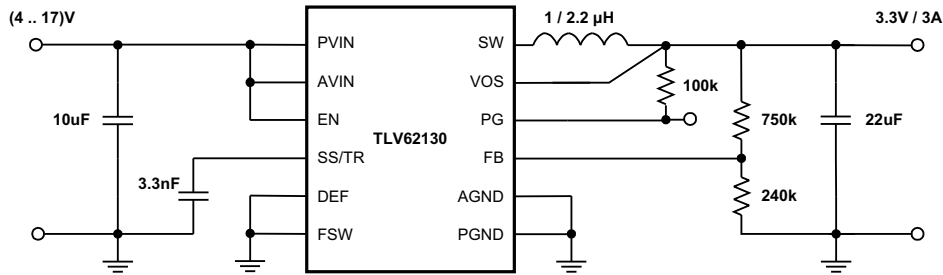 (4 .. 17)V
1 / 2.2 µH
3.3V / 3A
PVIN
SW
AVIN
VOS
100k
10uF
EN
PG
750k
22uF
TLV62130
SS/TR
FB
3.3nF
DEF
AGND
240k
FSW
PGND